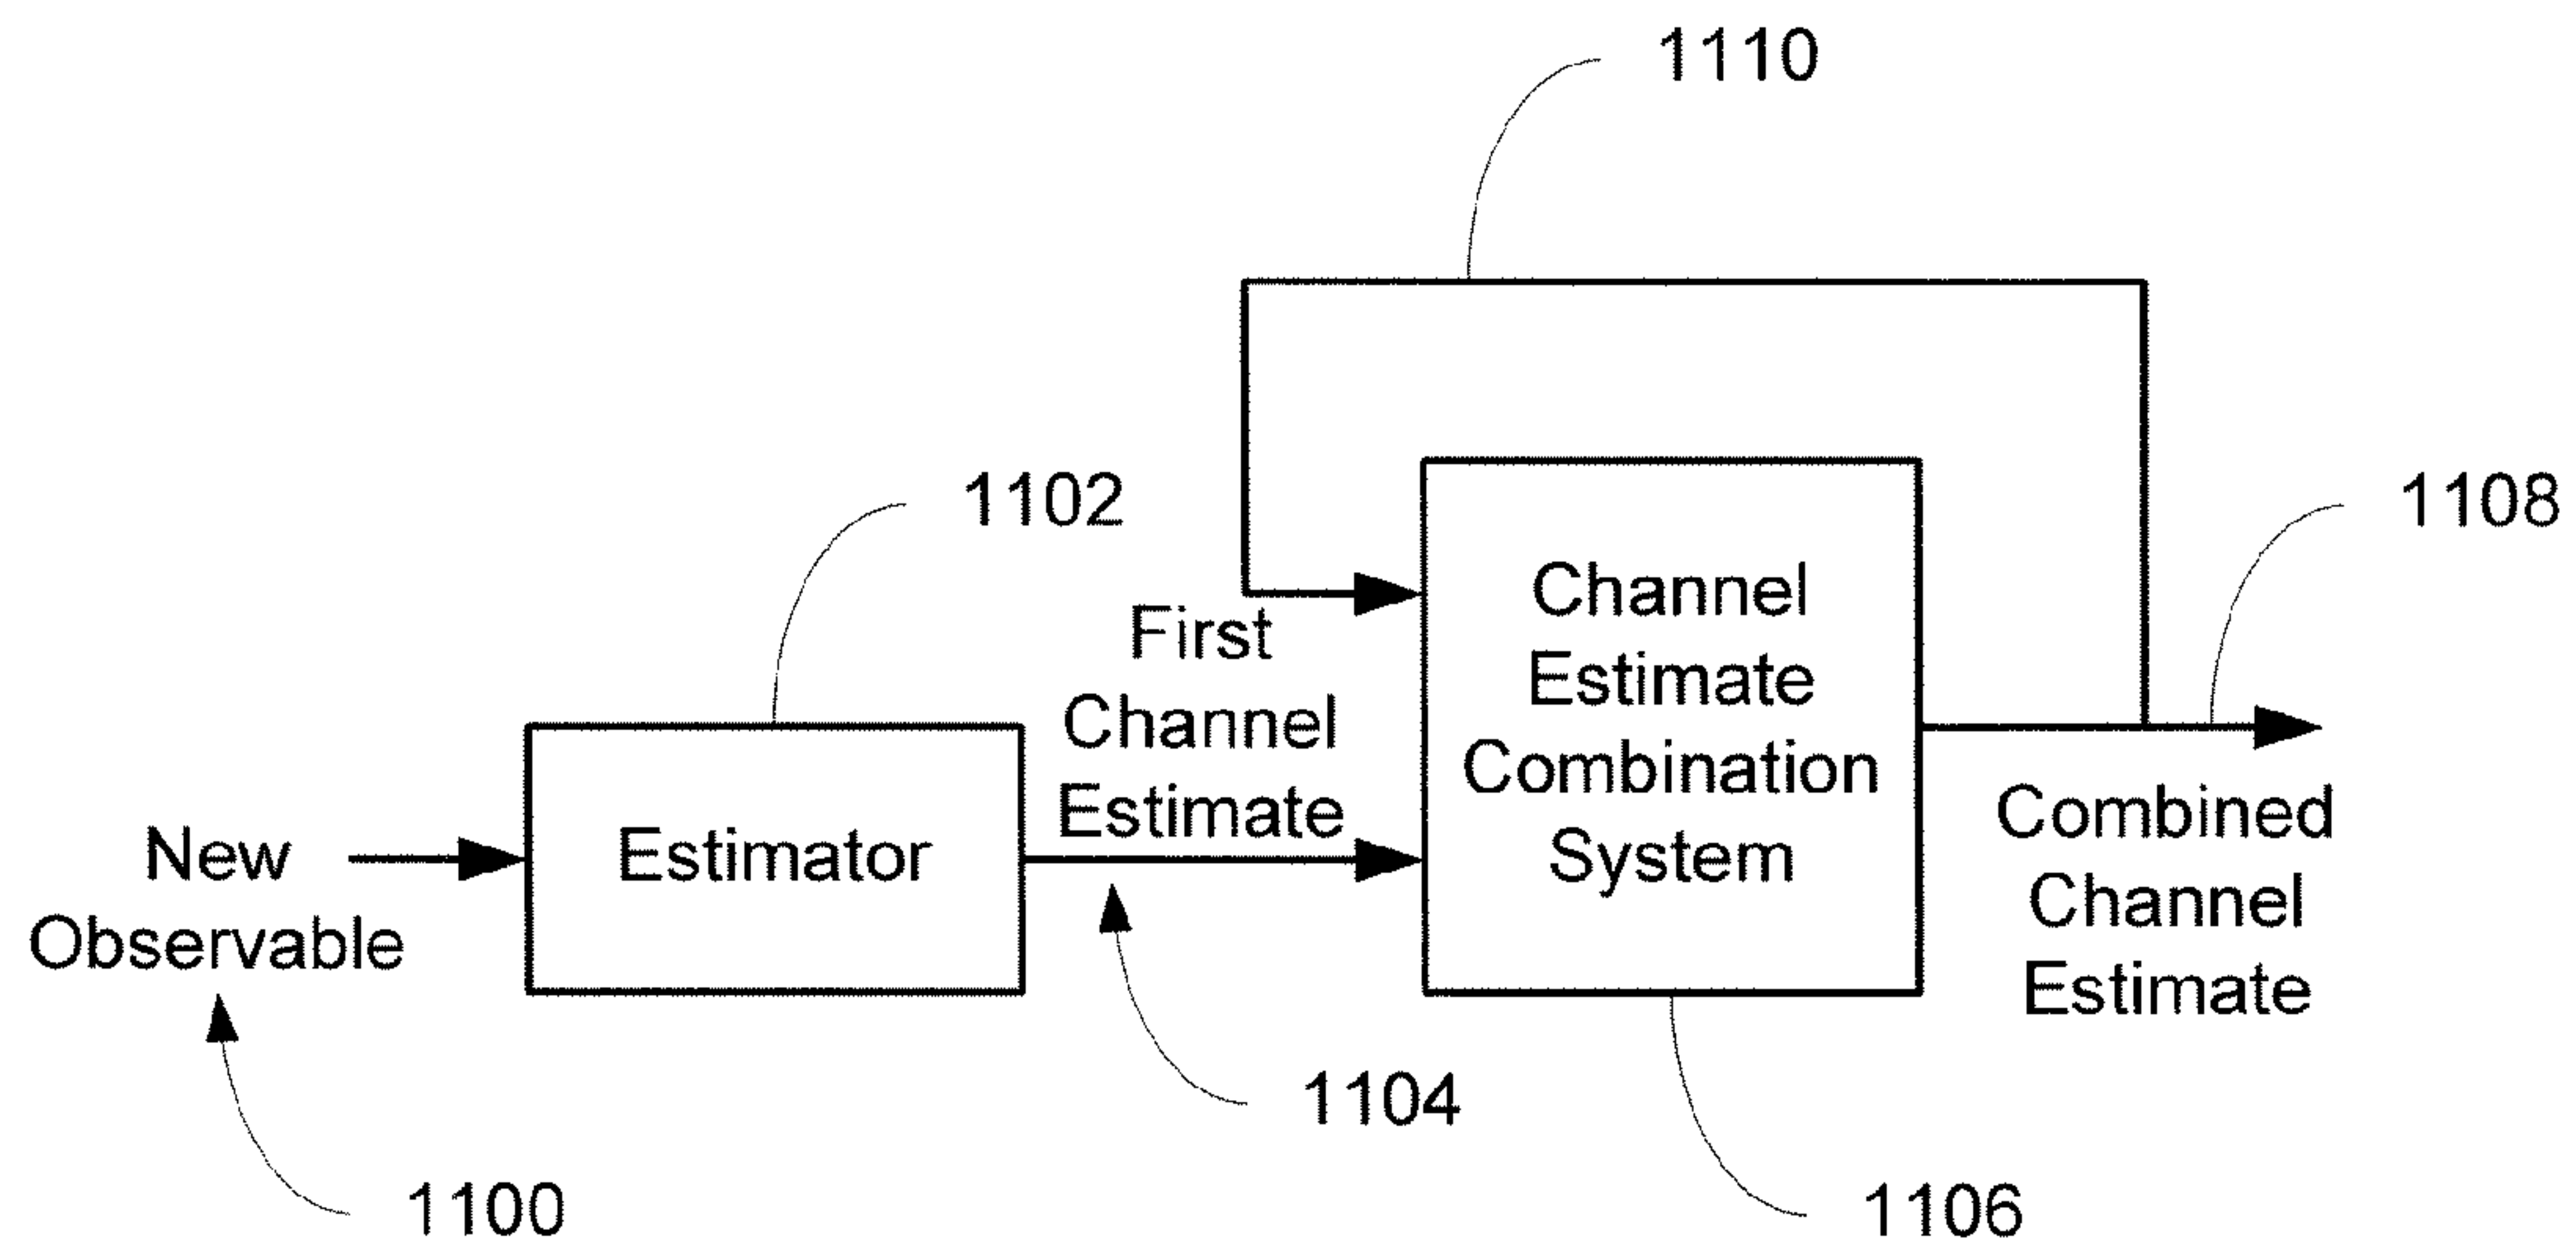 1110
1102
1108
First
Channel
Estimate
Channel
Estimate
Combination
System
New
Observable
Estimator
Combined
Channel
Estimate
1104
1100
1106